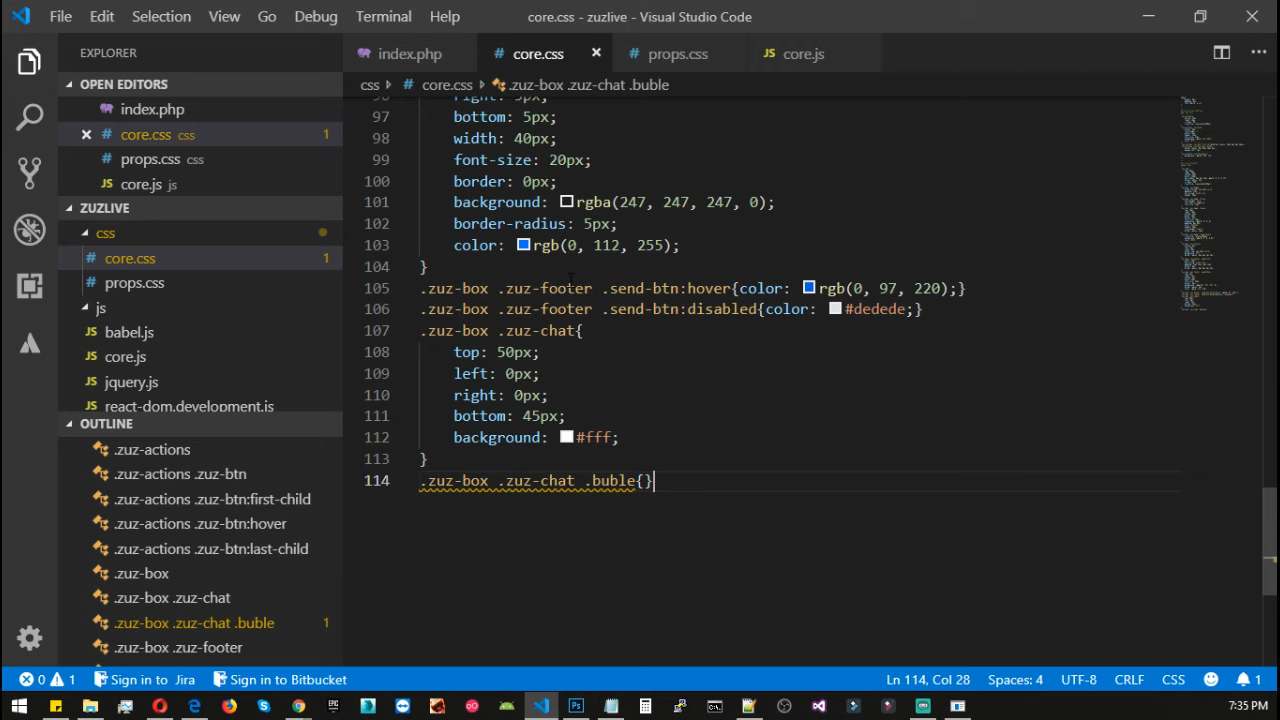 File Edit Selection View Go Debug Terminal Help core.css - zuzlive - Visual Studio Code
EXPLORER
OPEN EDITORS
index.php
core.css css 1
props.css css
core.js js
ZUZLIVE
css
core.css 1
props.css
js
babel.js
core.js
jquery.js
react-dom.development.js
OUTLINE
.zuz-actions
.zuz-actions .zuz-btn
.zuz-actions .zuz-btn:first-child
.zuz-actions .zuz-btn:hover
.zuz-actions .zuz-btn:last-child
.zuz-box
.zuz-box .zuz-chat
.zuz-box .zuz-chat .buble 1
.zuz-box .zuz-footer
index.php core.css props.css core.js
css core.css .zuz-box .zuz-chat .buble
96 right: 5px;
97 bottom: 5px;
98 width: 40px;
99 font-size: 20px;
100 border: 0px;
101 background: rgba(247, 247, 247, 0);
102 border-radius: 5px;
103 color: rgb(0, 112, 255);
104 }
105 .zuz-box .zuz-footer .send-btn:hover{color: rgb(0, 97, 220);}
106 .zuz-box .zuz-footer .send-btn:disabled{color: #dedede;}
107 .zuz-box .zuz-chat{
108 top: 50px;
109 left: 0px;
110 right: 0px;
111 bottom: 45px;
112 background: #fff;
113 }
114 .zuz-box .zuz-chat .buble{}
0 1 Sign in to Jira Sign in to Bitbucket Ln 114, Col 28 Spaces: 4 UTF-8 CRLF CSS 1
7:35 PM